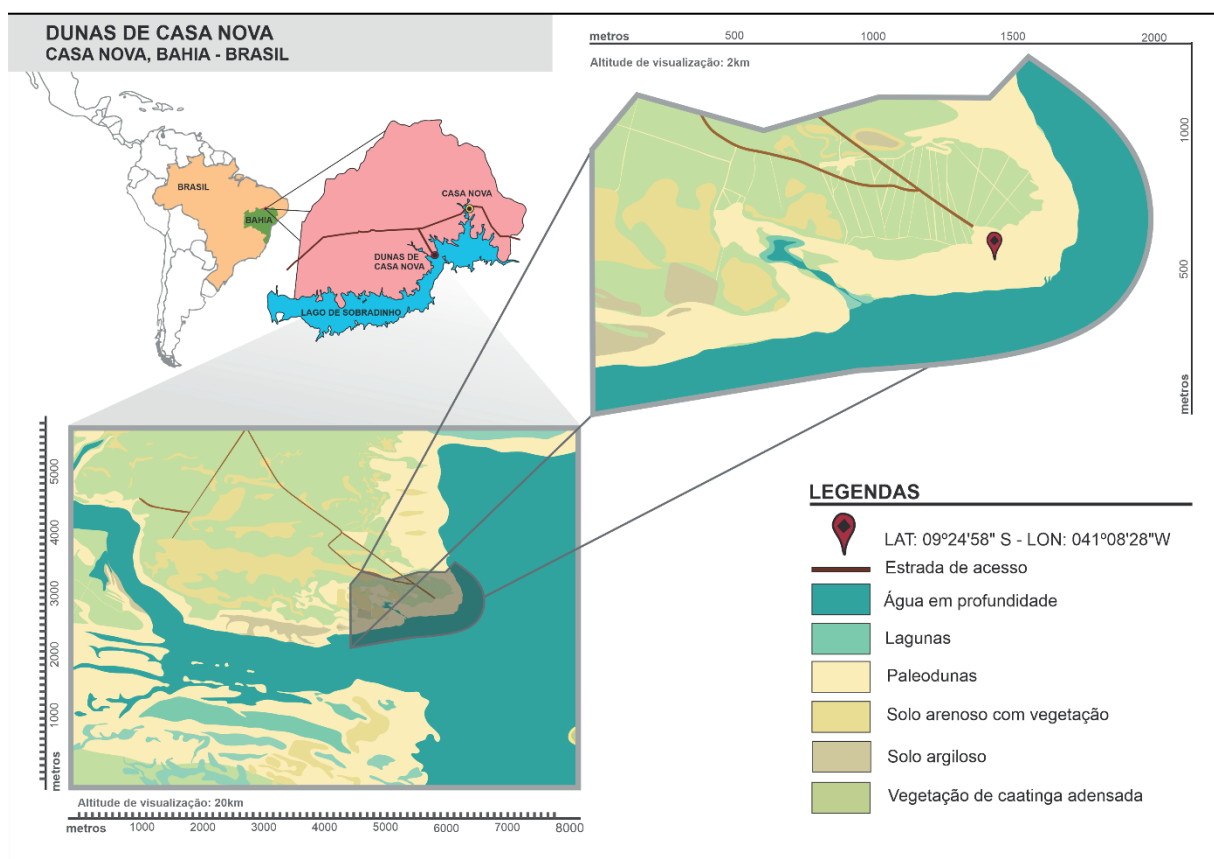 DUNAS DE CASA NOVA
CASA NOVA, BAHIA - BRASIL
BRASIL
BAHIA
CASA NOVA
DUNAS DE
CASA NOVA
LAGO DE SOBRADINHO
metros 500 1000 1500 2000
Altitude de visualização: 2km
1000
500
metros
5000
4000
3000
2000
1000
metros
Altitude de visualização: 20km
metros 1000 2000 3000 4000 5000 6000 7000 8000
LEGENDAS
LAT: 09º24'58" S - LON: 041º08'28"W
Estrada de acesso
Água em profundidade
Lagunas
Paleodunas
Solo arenoso com vegetação
Solo argiloso
Vegetação de caatinga adensada